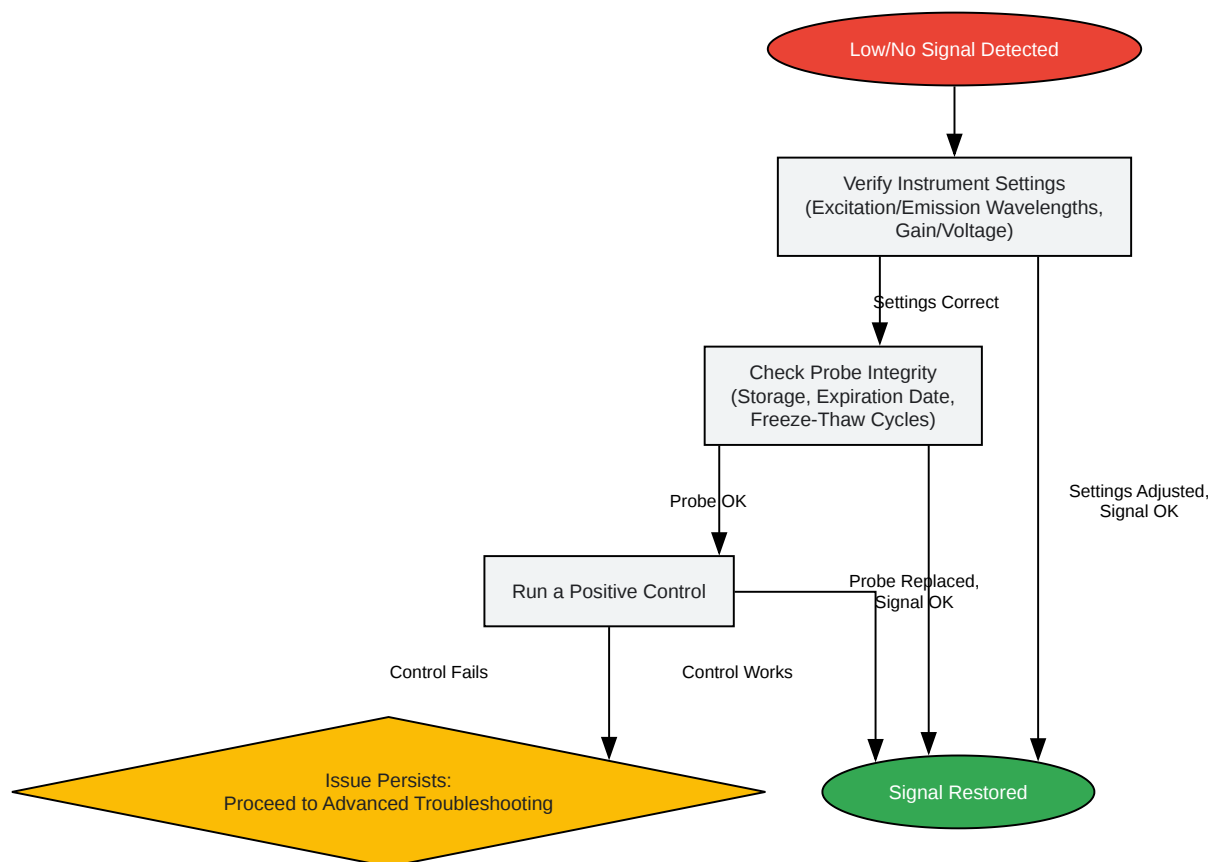 Low/No Signal Detected
Verify Instrument Settings
(Excitation/Emission Wavelengths,
Gain/Voltage)
Settings Correct
Check Probe Integrity
(Storage, Expiration Date,
Freeze-Thaw Cycles)
Settings Adjusted,
Signal OK
Probe OK
Run a Positive Control
Probe Replaced,
Signal OK
Control Fails
Control Works
Issue Persists:
Proceed to Advanced Troubleshooting
Signal Restored